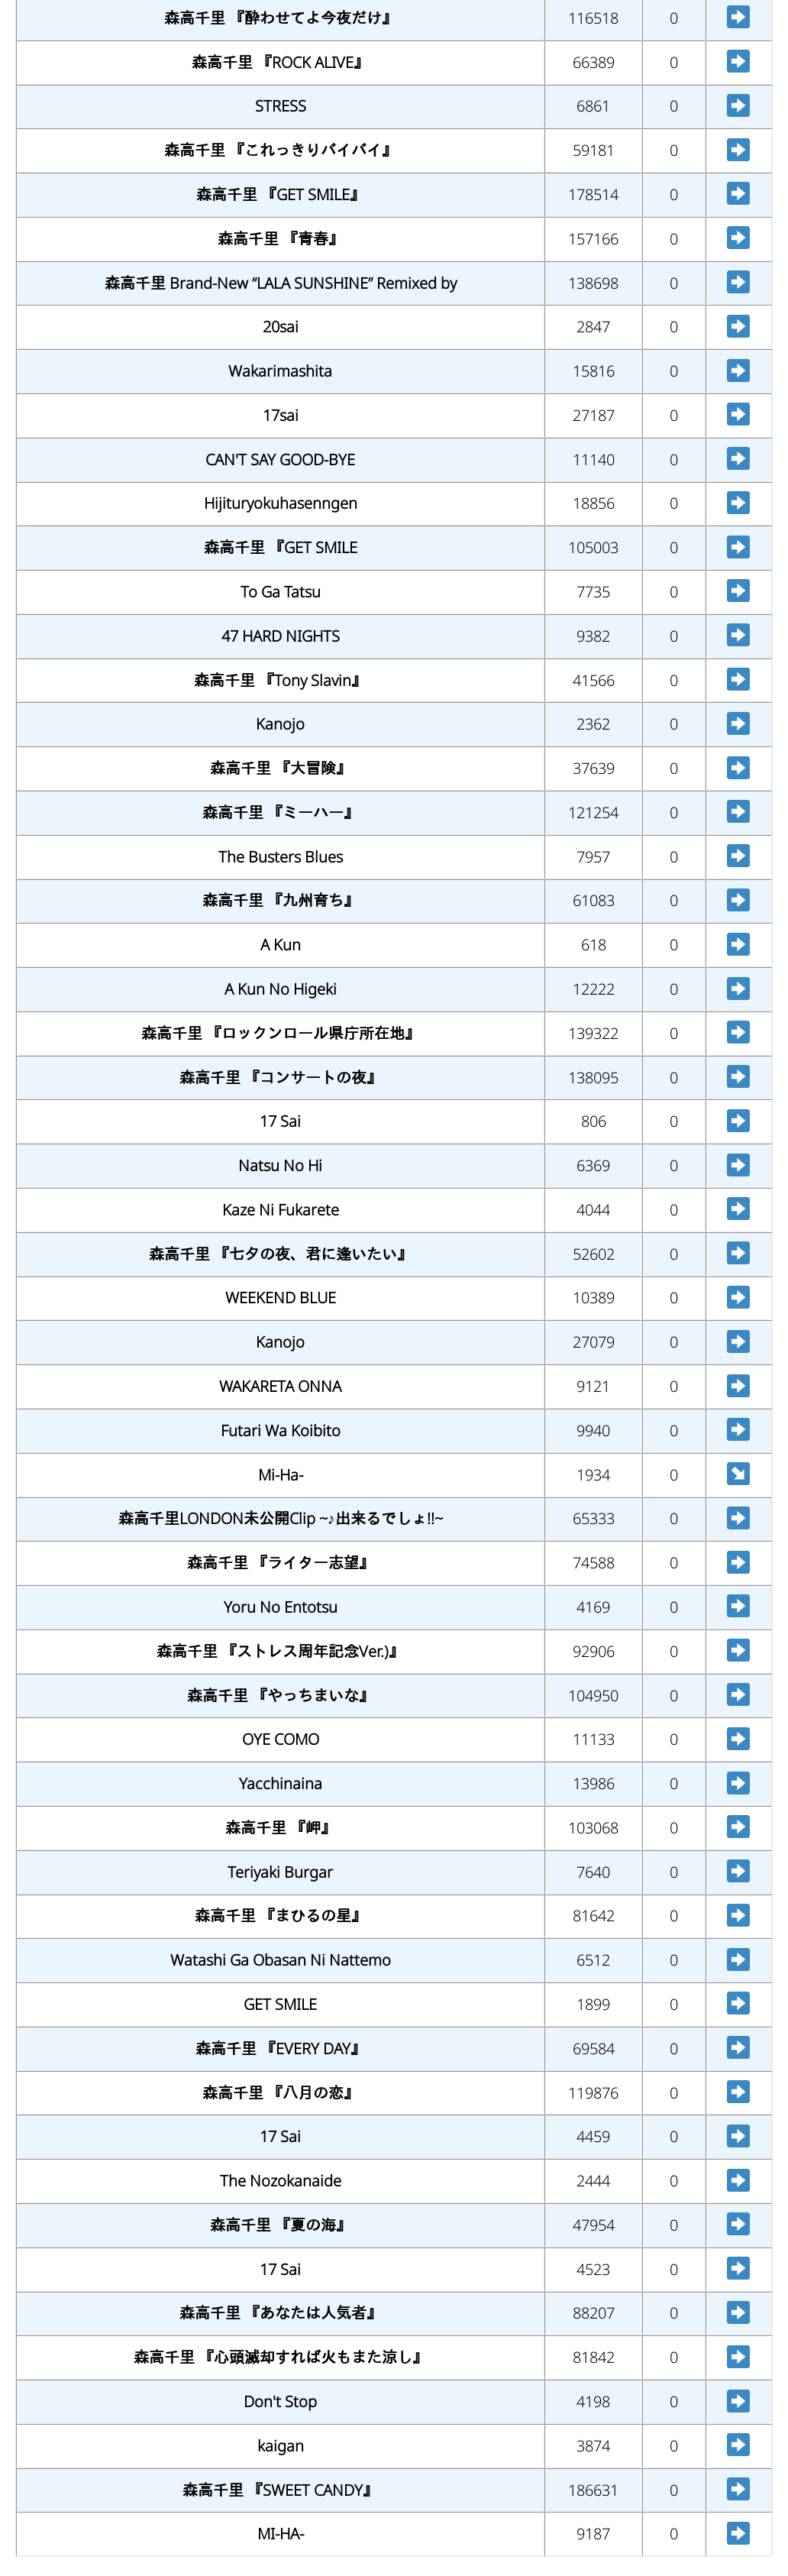 森高千里 『酔わせてよ今夜だけ』 116518 0
森高千里 『ROCK ALIVE』 66389 0
STRESS 6861 0
森高千里 『これっきりバイバイ』 59181 0
森高千里 『GET SMILE』 178514 0
森高千里 『青春』 157166 0
森高千里 Brand-New “LALA SUNSHINE” Remixed by 138698 0
20sai 2847 0
Wakarimashita 15816 0
17sai 27187 0
CAN'T SAY GOOD-BYE 11140 0
Hijituryokuhasenngen 18856 0
森高千里 『GET SMILE 105003 0
To Ga Tatsu 7735 0
47 HARD NIGHTS 9382 0
森高千里 『Tony Slavin』 41566 0
Kanojo 2362 0
森高千里 『大冒険』 37639 0
森高千里 『ミーハー』 121254 0
The Busters Blues 7957 0
森高千里 『九州育ち』 61083 0
A Kun 618 0
A Kun No Higeki 12222 0
森高千里 『ロックンロール県庁所在地』 139322 0
森高千里 『コンサートの夜』 138095 0
17 Sai 806 0
Natsu No Hi 6369 0
Kaze Ni Fukarete 4044 0
森高千里 『七夕の夜、君に逢いたい』 52602 0
WEEKEND BLUE 10389 0
Kanojo 27079 0
WAKARETA ONNA 9121 0
Futari Wa Koibito 9940 0
Mi-Ha- 1934 0
森高千里LONDON未公開Clip ~♪出来るでしょ!!~ 65333 0
森高千里 『ライター志望』 74588 0
Yoru No Entotsu 4169 0
森高千里 『ストレス周年記念Ver.)』 92906 0
森高千里 『やっちまいな』 104950 0
OYE COMO 11133 0
Yacchinaina 13986 0
森高千里 『岬』 103068 0
Teriyaki Burgar 7640 0
森高千里 『まひるの星』 81642 0
Watashi Ga Obasan Ni Nattemo 6512 0
GET SMILE 1899 0
森高千里 『EVERY DAY』 69584 0
森高千里 『八月の恋』 119876 0
17 Sai 4459 0
The Nozokanaide 2444 0
森高千里 『夏の海』 47954 0
17 Sai 4523 0
森高千里 『あなたは人気者』 88207 0
森高千里 『心頭滅却すれば火もまた涼し』 81842 0
Don't Stop 4198 0
kaigan 3874 0
森高千里 『SWEET CANDY』 186631 0
MI-HA- 9187 0